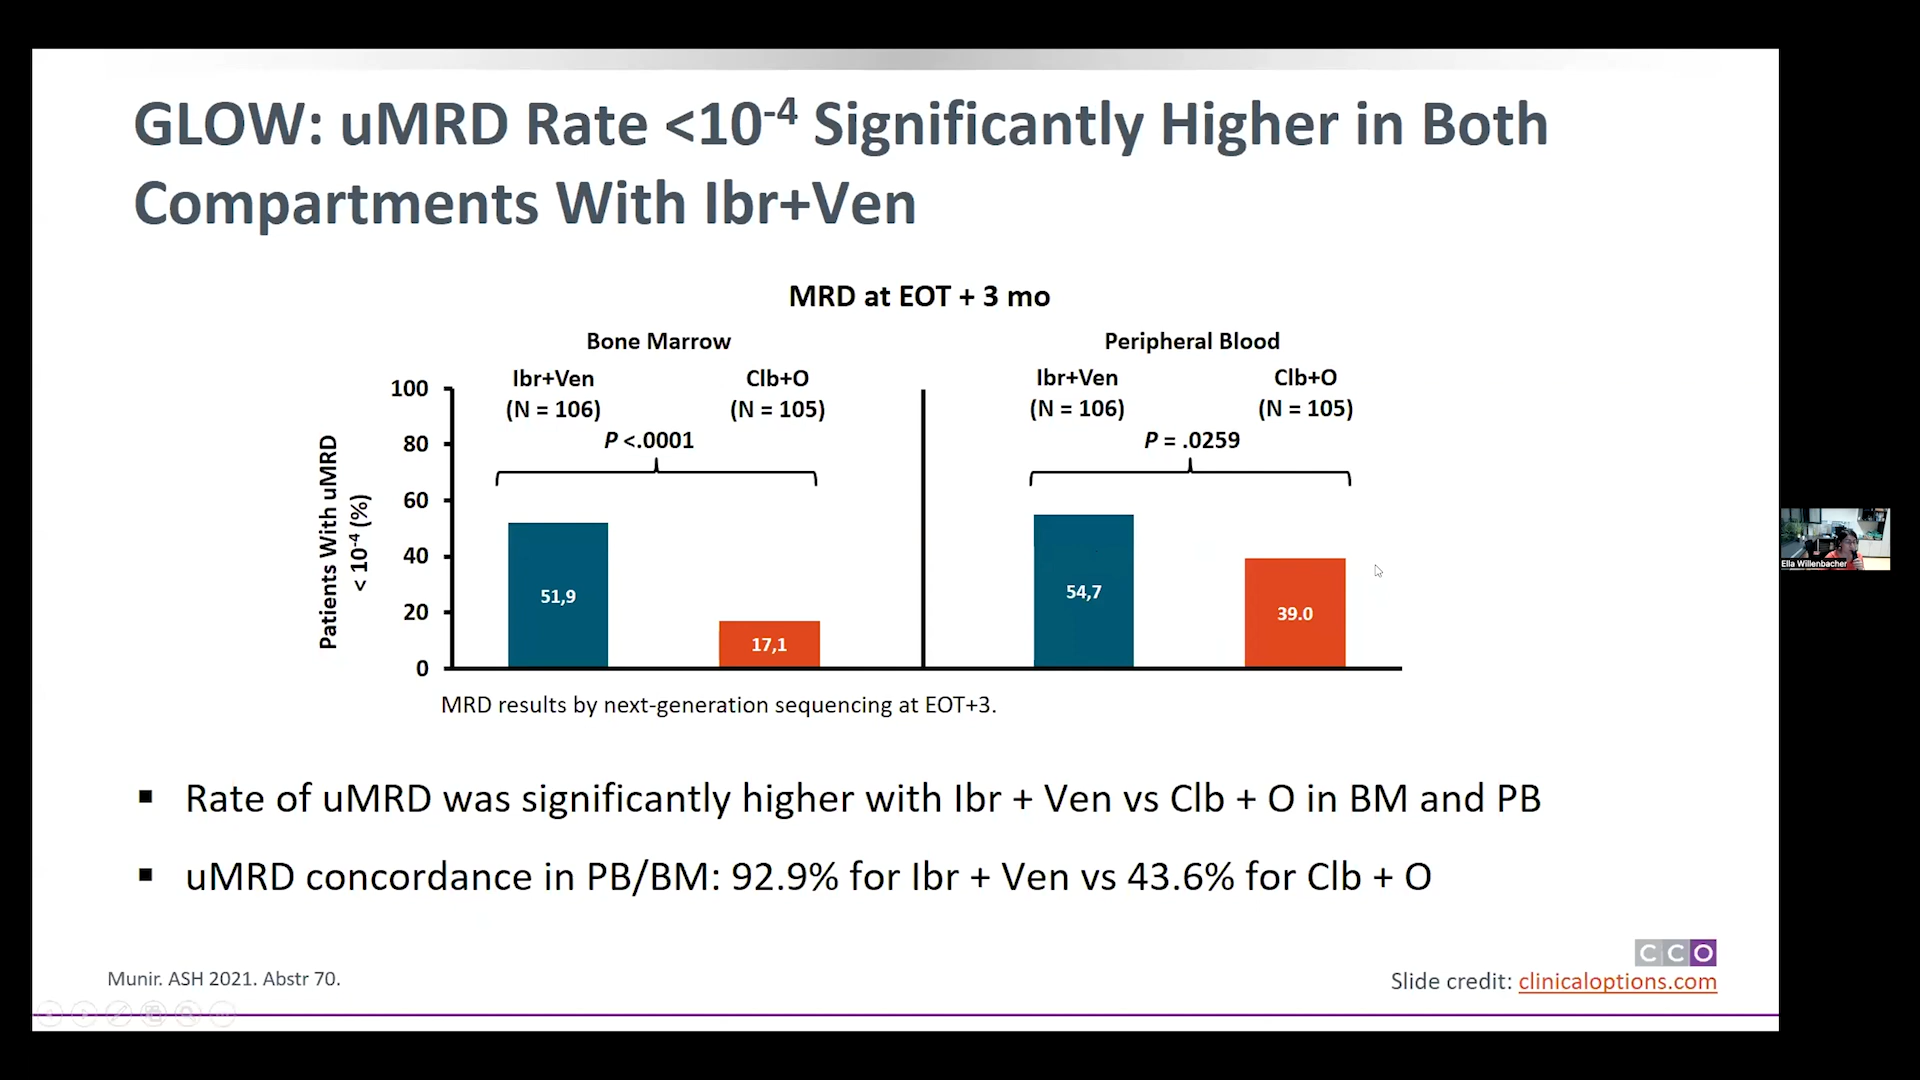 GLOW: uMRD Rate <10-4 Significantly Higher in Both
Compartments With Ibr+Ven
MRD at EOT + 3 mo
Bone Marrow
Peripheral Blood
Ibr+Ven
(N = 106)
Clb+O
(N = 105)
Ibr+Ven
(N = 106)
Clb+O
(N = 105)
P <.0001
P = .0259
Patients With uMRD
< 10-4 (%)
100
80
60
40
20
0
51,9
17,1
54,7
39.0
MRD results by next-generation sequencing at EOT+3.
▪ Rate of uMRD was significantly higher with Ibr + Ven vs Clb + O in BM and PB
▪ uMRD concordance in PB/BM: 92.9% for Ibr + Ven vs 43.6% for Clb + O
Munir. ASH 2021. Abstr 70.
CCO
Slide credit: clinicaloptions.com
Ella Willenbacher